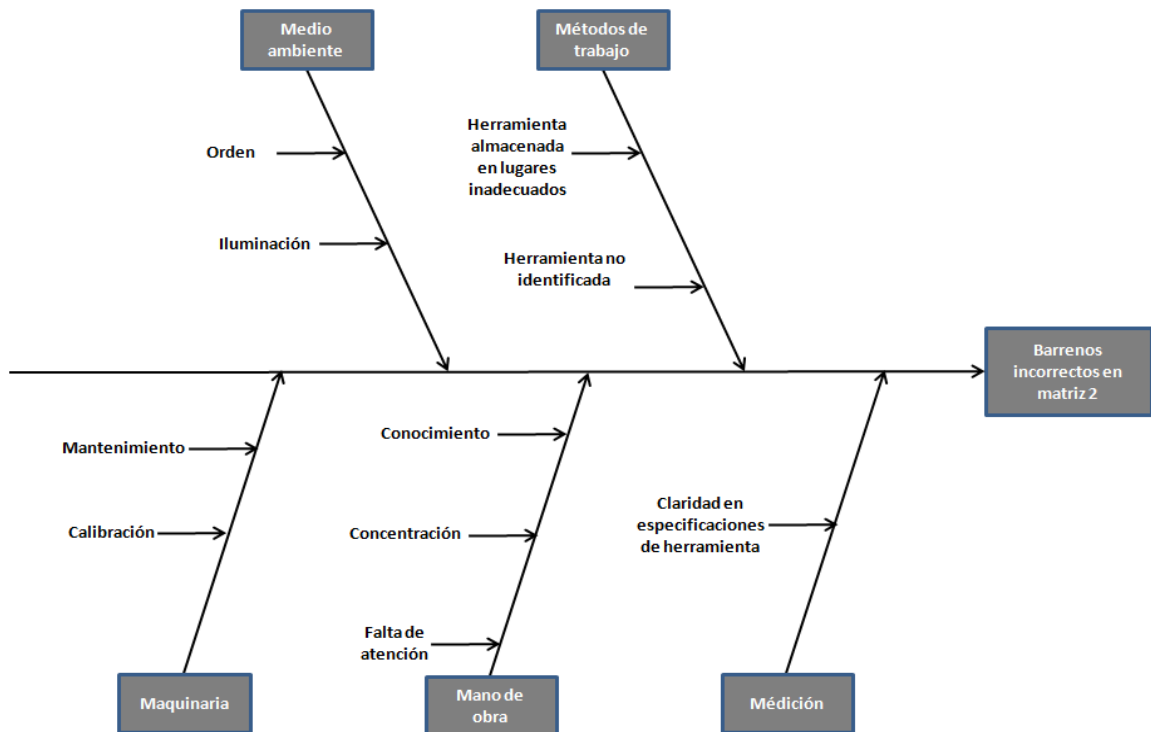 Medio
ambiente
Métodos de
trabajo
Herramienta
almacenada
en lugares
inadecuados
Orden
Iluminación
Herramienta no
identificada
Barrenos
incorrectos en
matriz 2
Mantenimiento
Conocimiento
Calibración
Concentración
Claridad en
especificaciones
de herramienta
Falta de
atención
Maquinaria
Mano de
obra
Médición